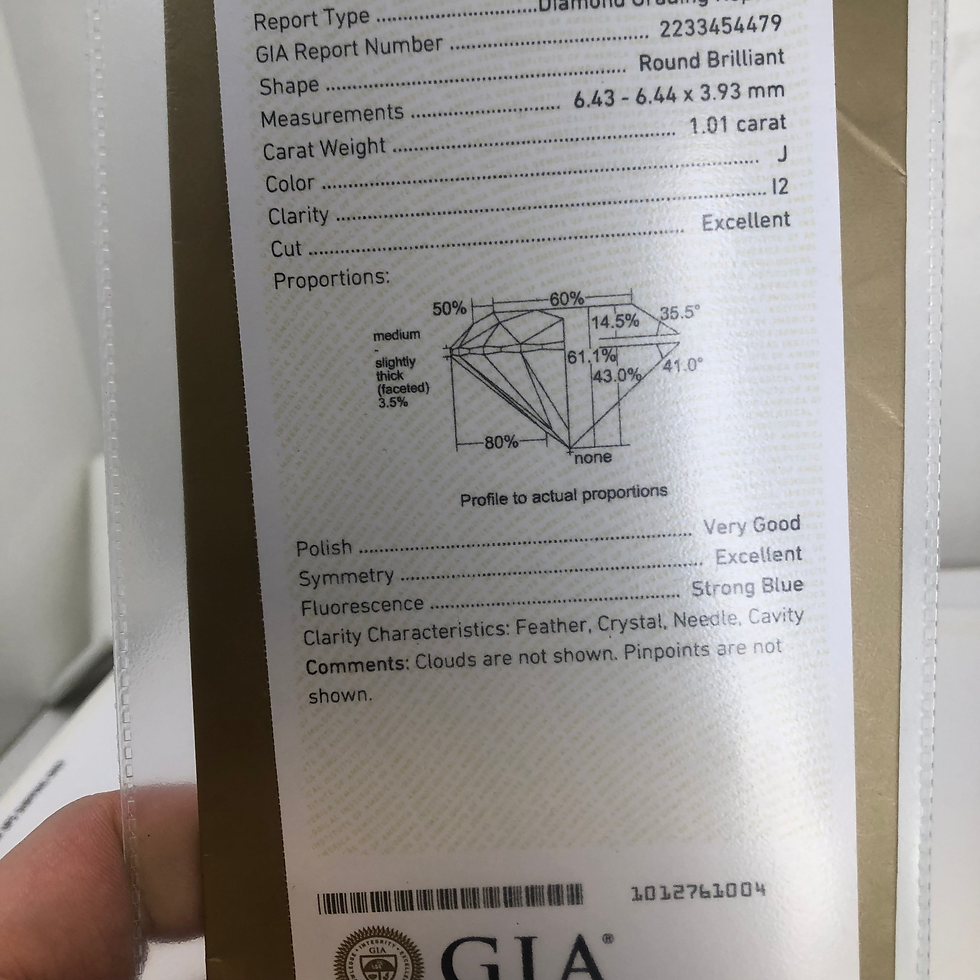 Report Type ........................ Diamond Grading Rep
GIA Report Number ........................ 2233454479
Shape ........................ Round Brilliant
Measurements ........................ 6.43 - 6.44 x 3.93 mm
Carat Weight ........................ 1.01 carat
Color ........................ J
Clarity ........................ I2
Cut ........................ Excellent
Proportions:
50%
60%
14.5%
35.5°
medium
-
slightly
thick
(faceted)
3.5%
61.1%
43.0%
41.0°
80%
none
Profile to actual proportions
Polish ........................ Very Good
Symmetry ........................ Excellent
Fluorescence ........................ Strong Blue
Clarity Characteristics: Feather, Crystal, Needle, Cavity
Comments: Clouds are not shown. Pinpoints are not
shown.
1012761004
GIA®
GIA